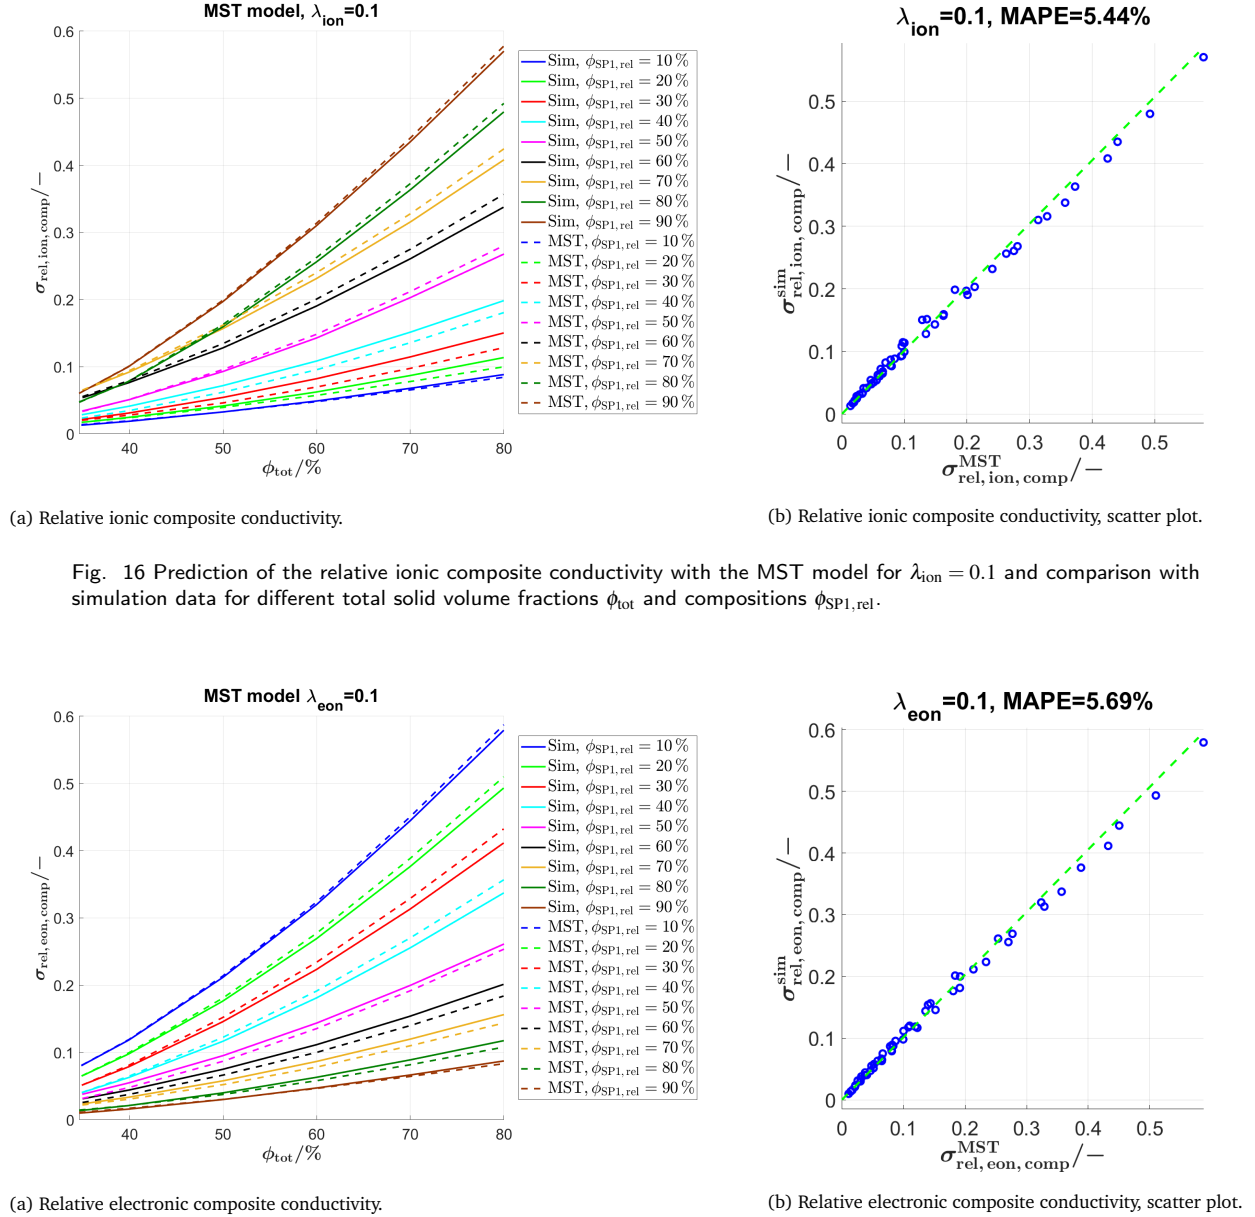 MST model, λion=0.1
σrel,ion,comp/−
0.6
0.5
0.4
0.3
0.2
0.1
0
40 50 60 70 80
ϕtot/%
Sim, ϕSP1,rel = 10 %
Sim, ϕSP1,rel = 20 %
Sim, ϕSP1,rel = 30 %
Sim, ϕSP1,rel = 40 %
Sim, ϕSP1,rel = 50 %
Sim, ϕSP1,rel = 60 %
Sim, ϕSP1,rel = 70 %
Sim, ϕSP1,rel = 80 %
Sim, ϕSP1,rel = 90 %
MST, ϕSP1,rel = 10 %
MST, ϕSP1,rel = 20 %
MST, ϕSP1,rel = 30 %
MST, ϕSP1,rel = 40 %
MST, ϕSP1,rel = 50 %
MST, ϕSP1,rel = 60 %
MST, ϕSP1,rel = 70 %
MST, ϕSP1,rel = 80 %
MST, ϕSP1,rel = 90 %
(a) Relative ionic composite conductivity.
λion=0.1, MAPE=5.44%
σsim rel,ion,comp/−
0.5
0.4
0.3
0.2
0.1
0
0 0.1 0.2 0.3 0.4 0.5
σMST rel,ion,comp/−
(b) Relative ionic composite conductivity, scatter plot.
Fig. 16 Prediction of the relative ionic composite conductivity with the MST model for λion = 0.1 and comparison with
simulation data for different total solid volume fractions ϕtot and compositions ϕSP1,rel.
MST model λeon=0.1
σrel,eon,comp/−
0.6
0.5
0.4
0.3
0.2
0.1
0
40 50 60 70 80
ϕtot/%
Sim, ϕSP1,rel = 10 %
Sim, ϕSP1,rel = 20 %
Sim, ϕSP1,rel = 30 %
Sim, ϕSP1,rel = 40 %
Sim, ϕSP1,rel = 50 %
Sim, ϕSP1,rel = 60 %
Sim, ϕSP1,rel = 70 %
Sim, ϕSP1,rel = 80 %
Sim, ϕSP1,rel = 90 %
MST, ϕSP1,rel = 10 %
MST, ϕSP1,rel = 20 %
MST, ϕSP1,rel = 30 %
MST, ϕSP1,rel = 40 %
MST, ϕSP1,rel = 50 %
MST, ϕSP1,rel = 60 %
MST, ϕSP1,rel = 70 %
MST, ϕSP1,rel = 80 %
MST, ϕSP1,rel = 90 %
(a) Relative electronic composite conductivity.
λeon=0.1, MAPE=5.69%
σsim rel,eon,comp/−
0.6
0.5
0.4
0.3
0.2
0.1
0
0 0.1 0.2 0.3 0.4 0.5
σMST rel,eon,comp/−
(b) Relative electronic composite conductivity, scatter plot.